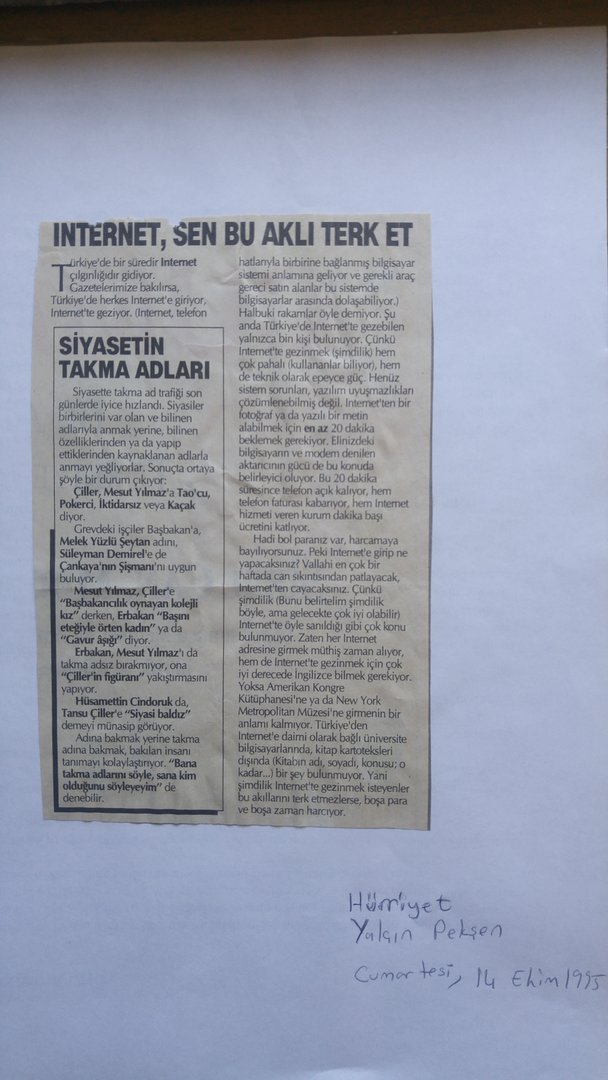 INTERNET, SEN BU AKLI TERK ET
Türkiye'de bir süredir Internet
çılgınlığıdır gidiyor.
Gazetelerimize bakılırsa,
Türkiye'de herkes Internet'e giriyor,
Internet'te geziyor. (Internet, telefon
SİYASETİN
TAKMA ADLARI
Siyasette takma ad trafiği son
günlerde iyice hızlandı. Siyasiler
birbirlerini var olan ve bilinen
adlarıyla anmak yerine, bilinen
özelliklerinden ya da yapıp
ettiklerinden kaynaklanan adlarla
anmayı yeğliyorlar. Sonuçta ortaya
şöyle bir durum çıkıyor:
Çiller, Mesut Yılmaz'a Tao'cu,
Pokerci, İktidarsız veya Kaçak
diyor.
Grevdeki işçiler Başbakan'a,
Melek Yüzlü Şeytan adını,
Süleyman Demirel'e de
Çankaya'nın Şişmanı'nı uygun
buluyor.
Mesut Yılmaz, Çiller'e
"Başbakancılık oynayan kolejli
kız" derken, Erbakan "Başını
eteğiyle örten kadın" ya da
"Gavur âşığı" diyor.
Erbakan, Mesut Yılmaz'ı da
takma adsız bırakmıyor, ona
"Çiller'in figüranı" yakıştırmasını
yapıyor.
Hüsamettin Cindoruk da,
Tansu Çiller'e "Siyasi baldız"
demeyi münasip görüyor.
Adına bakmak yerine takma
adına bakmak, bakılan insanı
tanımayı kolaylaştırıyor. "Bana
takma adlarını söyle, sana kim
olduğunu söyleyeyim" de
denebilir.
hatlarıyla birbirine bağlanmış bilgisayar
sistemi anlamına geliyor ve gerekli araç
gereci satın alanlar bu sistemde
bilgisayarlar arasında dolaşabiliyor.)
Halbuki rakamlar öyle demiyor. Şu
anda Türkiye'de Internet'te gezebilen
yalnızca bin kişi bulunuyor. Çünkü
Internet'te gezinmek (şimdilik) hem
çok pahalı (kullananlar biliyor), hem
de teknik olarak epeyce güç. Henüz
sistem sorunları, yazılım uyuşmazlıkları
çözümlenebilmiş değil. Internet'ten bir
fotoğraf ya da yazılı bir metin
alabilmek için en az 20 dakika
beklemek gerekiyor. Elinizdeki
bilgisayarın ve modem denilen
aktarıcının gücü de bu konuda
belirleyici oluyor. Bu 20 dakika
süresince telefon açık kalıyor, hem
telefon faturası kabarıyor, hem Internet
hizmeti veren kurum dakika başı
ücretini katlıyor.
Hadi bol paranız var, harcamaya
bayılıyorsunuz. Peki Internet'e girip ne
yapacaksınız? Vallahi en çok bir
haftada can sıkıntısından patlayacak,
Internet'ten cayacaksınız. Çünkü
şimdilik (Bunu belirtelim şimdilik
böyle, ama gelecekte çok iyi olabilir)
Internet'te öyle sanıldığı gibi çok konu
bulunmuyor. Zaten her Internet
adresine girmek müthiş zaman alıyor,
hem de Internet'te gezinmek için çok
iyi derecede İngilizce bilmek gerekiyor.
Yoksa Amerikan Kongre
Kütüphanesi'ne ya da New York
Metropolitan Müzesi'ne girmenin bir
anlamı kalmıyor. Türkiye'den
Internet'e daimi olarak bağlı üniversite
bilgisayarlarında, kitap kartoteksleri
dışında (Kitabın adı, soyadı, konusu; o
kadar...) bir şey bulunmuyor. Yani
şimdilik Internet'te gezinmek isteyenler
bu akıllarını terk etmezlerse, boşa para
ve boşa zaman harcıyor.
Hürriyet
Yalçın Pekşen
Cumartesi, 14 Ekim 1995